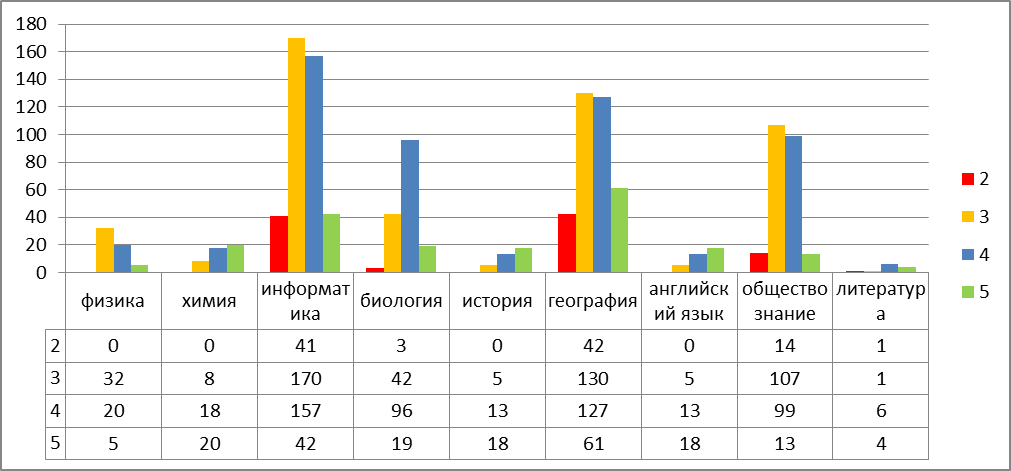 180
160
140
120
100
80
60
40
20
0
физика химия информат
ика биология история география английск
ий язык общество
знание литератур
а
2 0 0 41 3 0 42 0 14 1
3 32 8 170 42 5 130 5 107 1
4 20 18 157 96 13 127 13 99 6
5 5 20 42 19 18 61 18 13 4
2
3
4
5